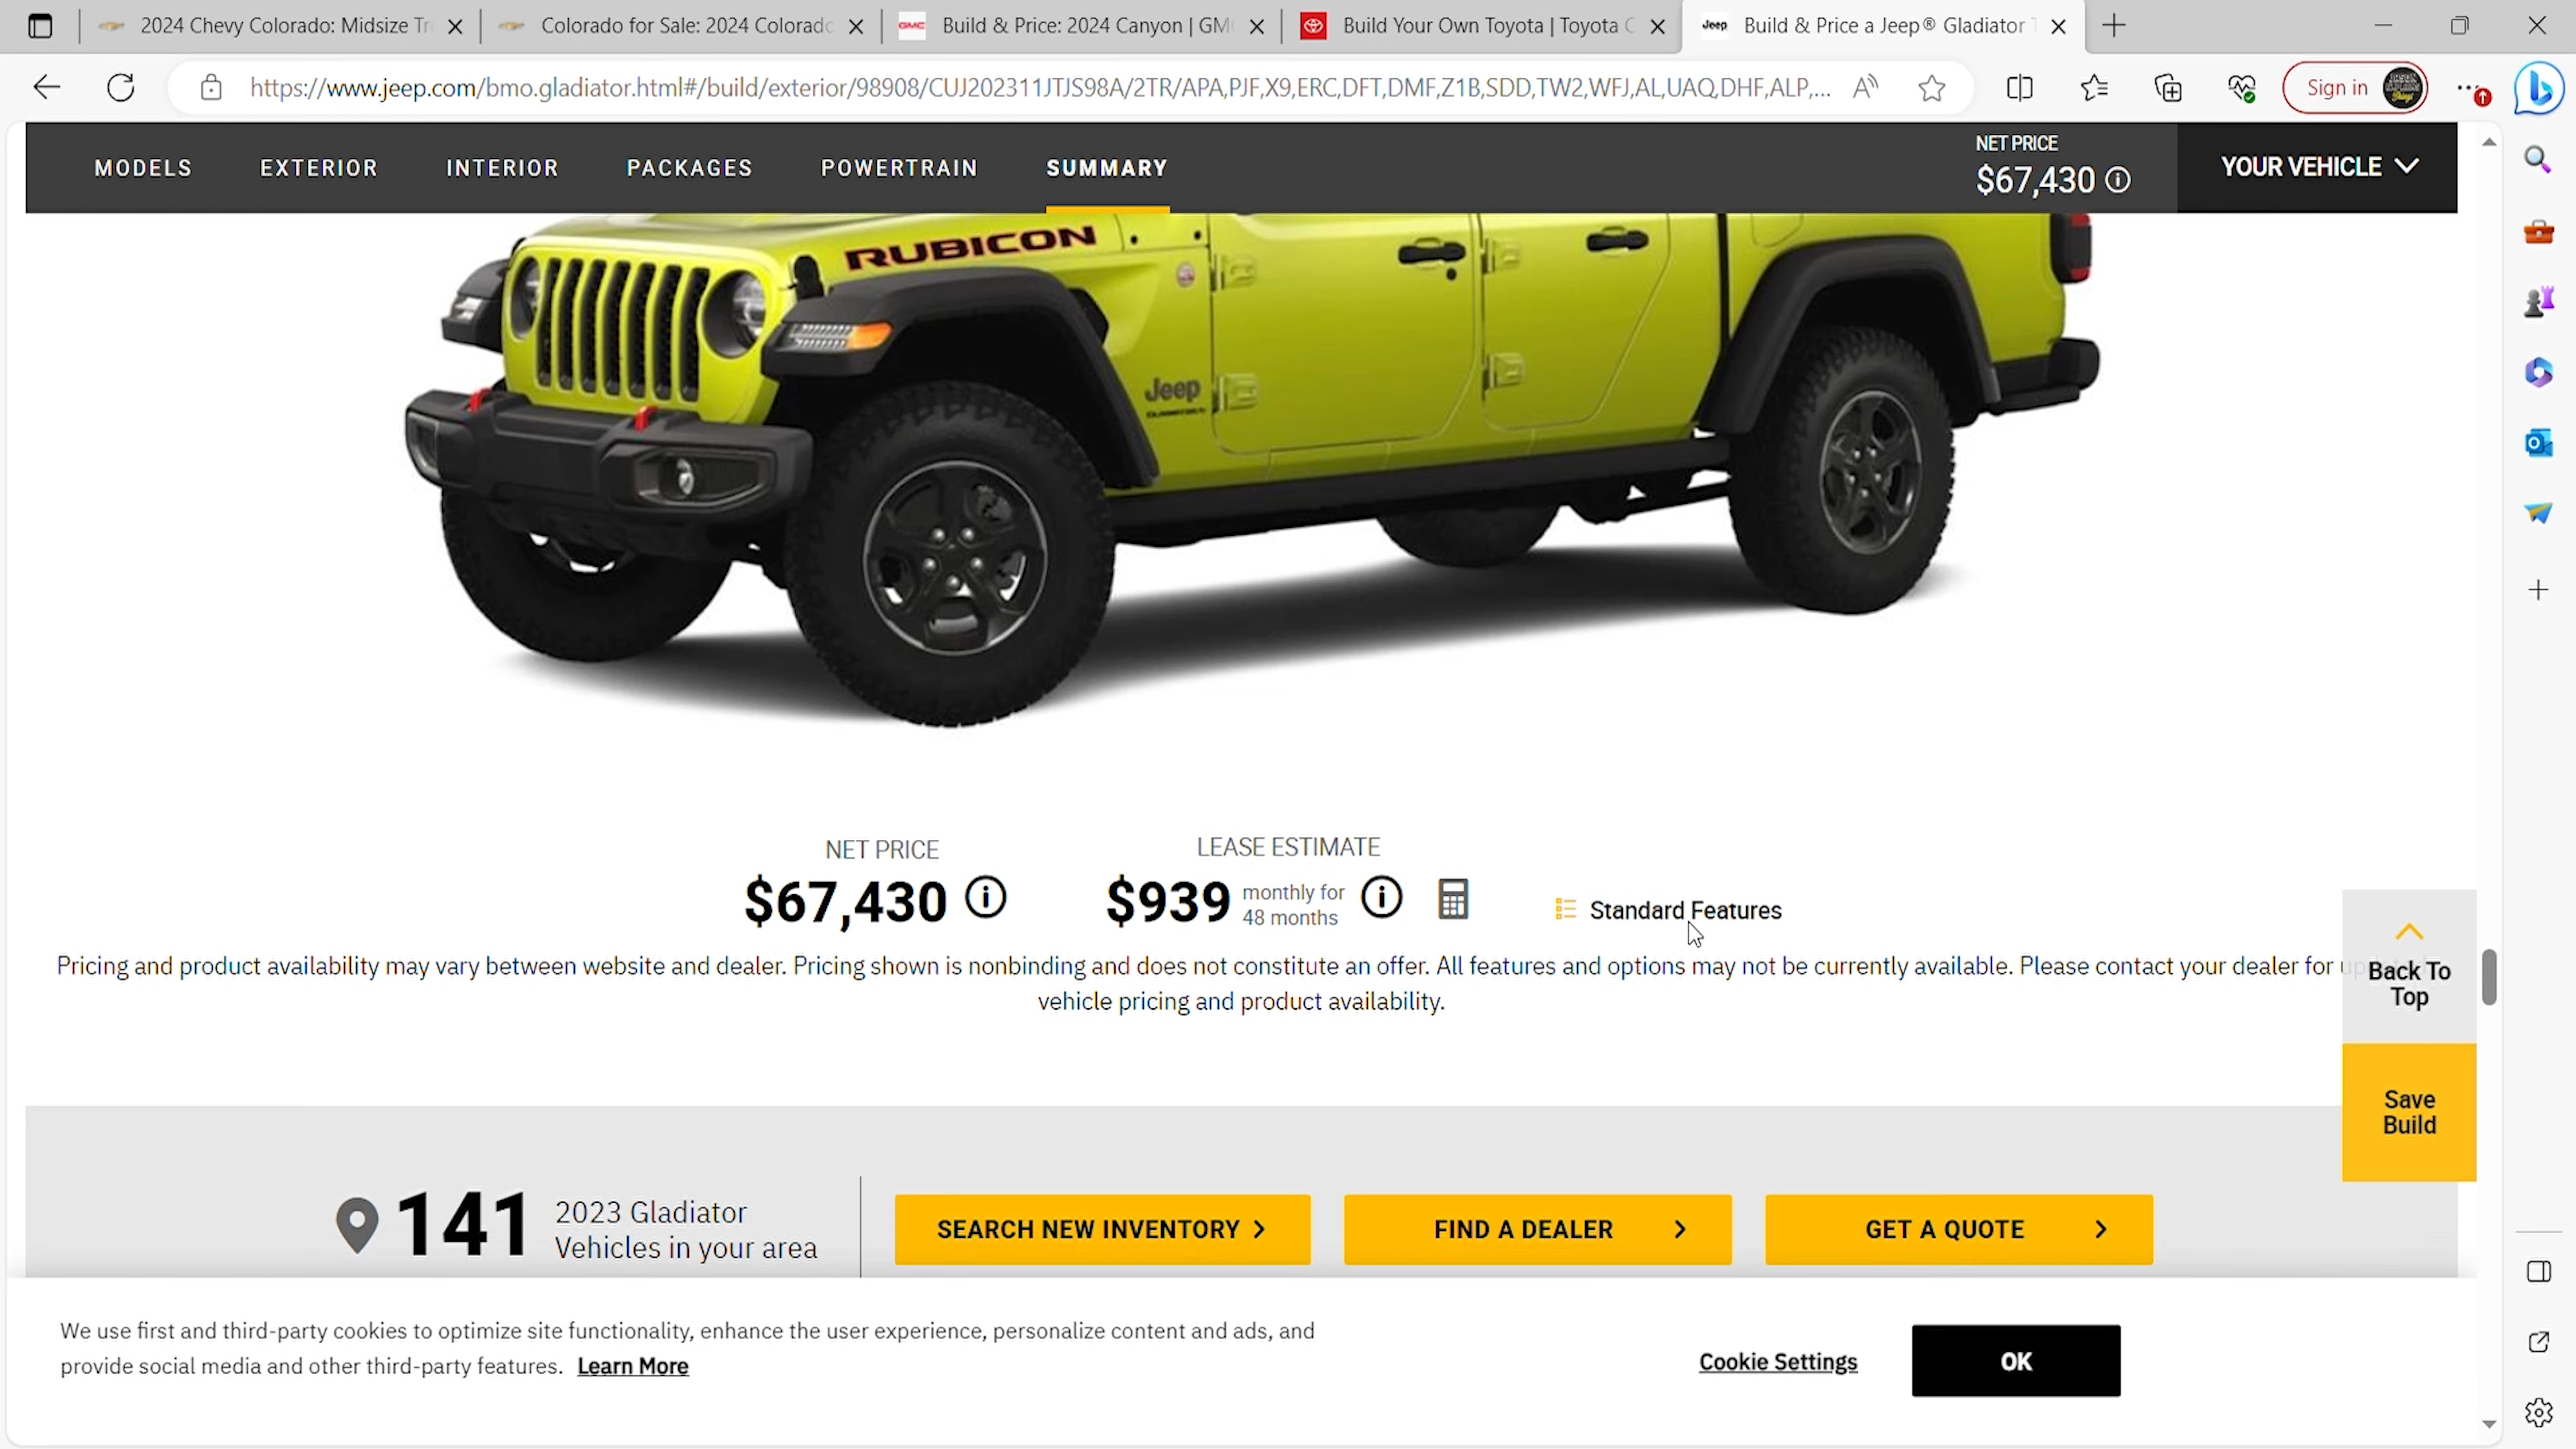 2024 Chevy Colorado: Midsize Tr
Colorado for Sale: 2024 Colorado
GMC Build & Price: 2024 Canyon | GM
Build Your Own Toyota | Toyota C
Jeep Build & Price a Jeep® Gladiator T
https://www.jeep.com/bmo.gladiator.html#/build/exterior/98908/CUJ202311JTJS98A/2TR/APA,PJF,X9,ERC,DFT,DMF,Z1B,SDD,TW2,WFJ,AL,UAQ,DHF,ALP,...
Sign in
MODELS EXTERIOR INTERIOR PACKAGES POWERTRAIN SUMMARY
NET PRICE
$67,430
YOUR VEHICLE
RUBICON
Jeep
NET PRICE
$67,430
LEASE ESTIMATE
$939 monthly for
48 months
Standard Features
Pricing and product availability may vary between website and dealer. Pricing shown is nonbinding and does not constitute an offer. All features and options may not be currently available. Please contact your dealer for
vehicle pricing and product availability.
Back To
Top
Save
Build
141 2023 Gladiator
Vehicles in your area
SEARCH NEW INVENTORY
FIND A DEALER
GET A QUOTE
We use first and third-party cookies to optimize site functionality, enhance the user experience, personalize content and ads, and
provide social media and other third-party features. Learn More
Cookie Settings
OK